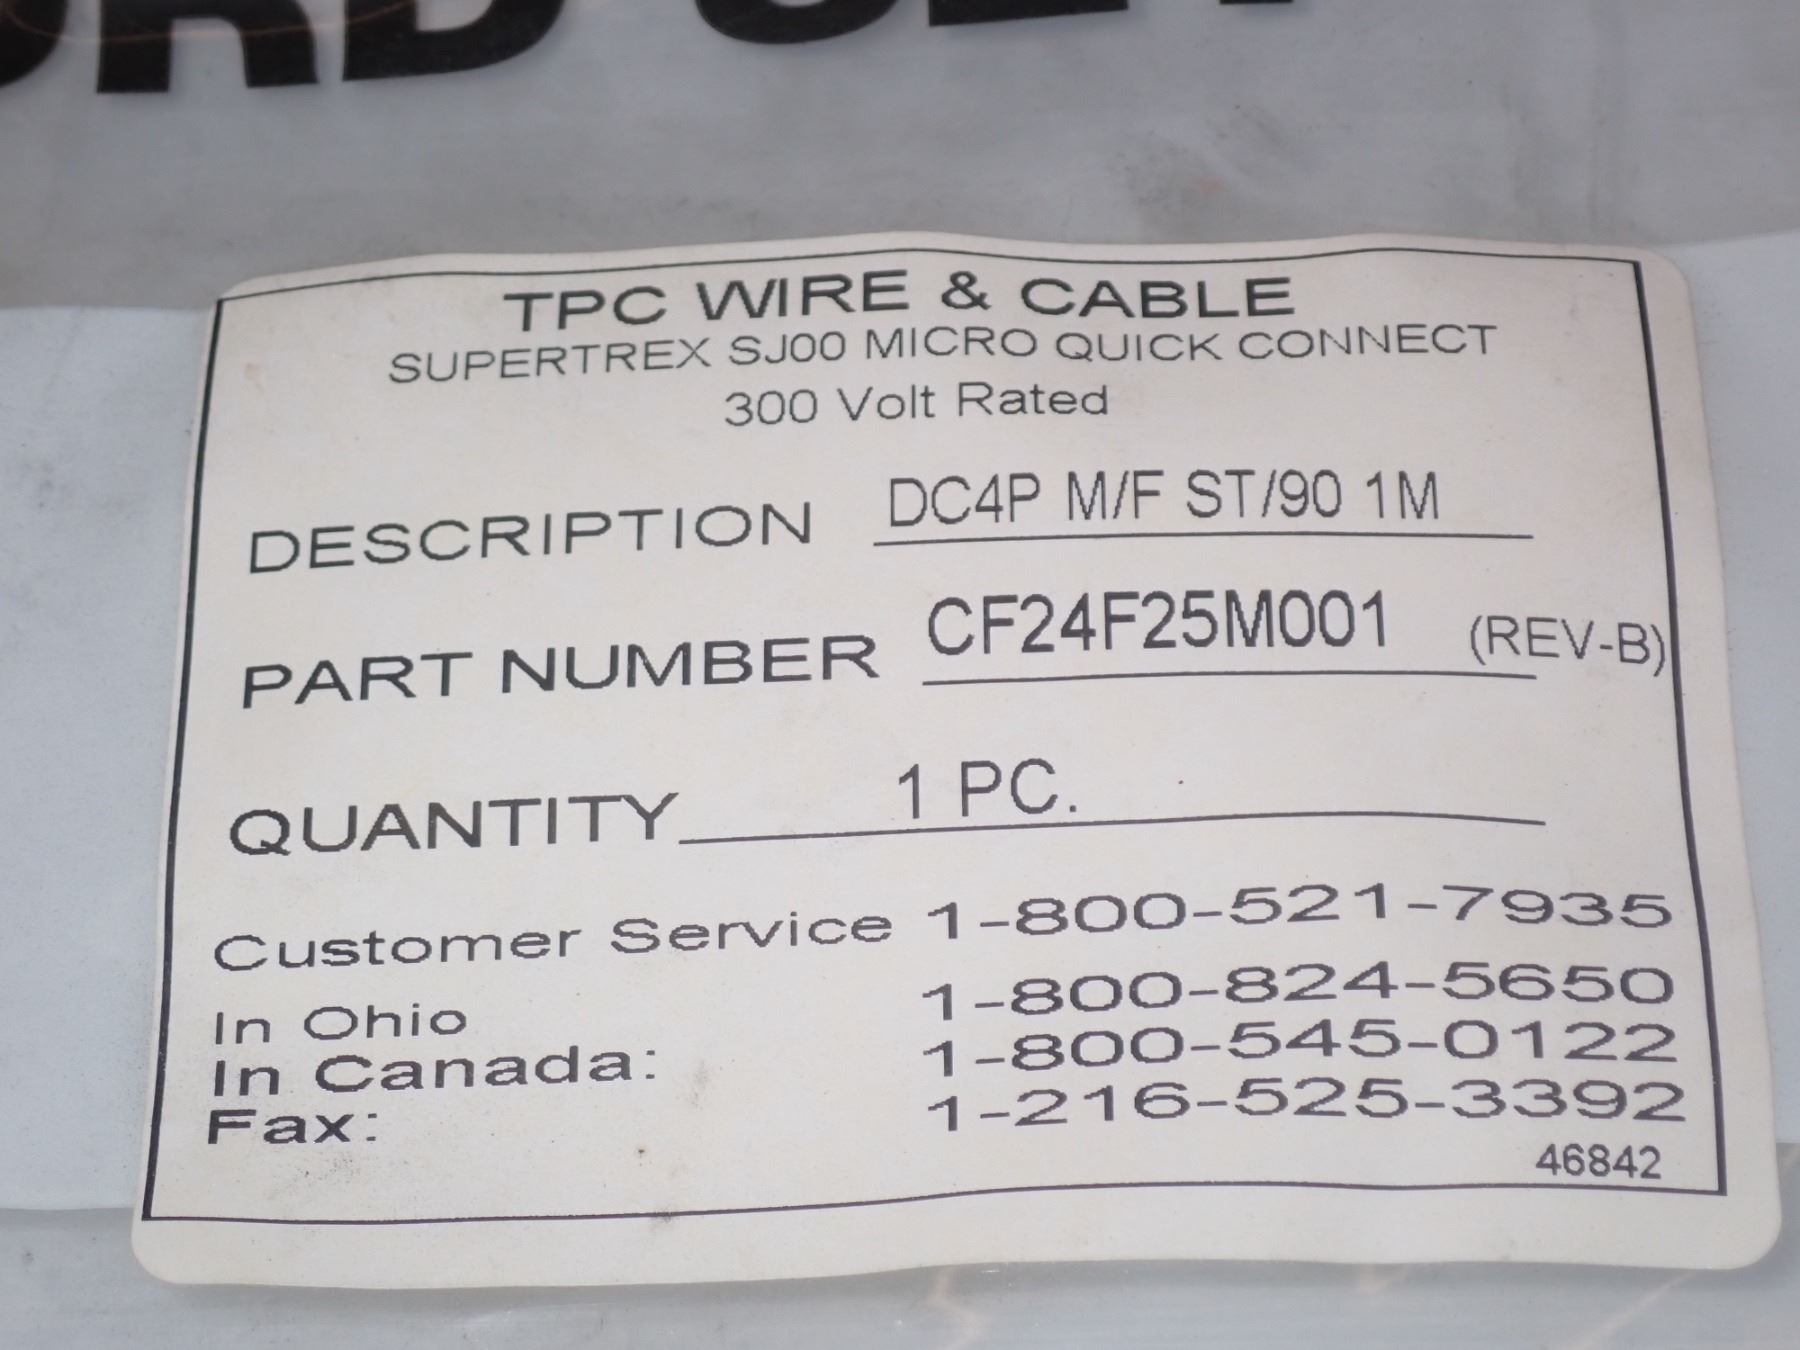 TPC WIRE & CABLE
SUPERTREX SJ00 MICRO QUICK CONNECT
300 Volt Rated
DESCRIPTION DC4P M/F ST/90 1M
PART NUMBER CF24F25M001 (REV-B)
QUANTITY 1 PC.
Customer Service 1-800-521-7935
In Ohio 1-800-824-5650
In Canada: 1-800-545-0122
Fax: 1-216-525-3392
46842